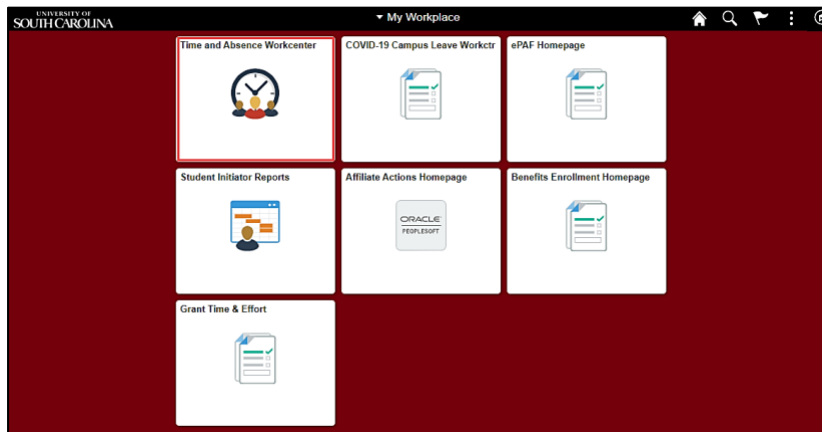 UNIVERSITY OF
SOUTH CAROLINA
My Workplace
Time and Absence Workcenter
COVID-19 Campus Leave Workctr
ePAF Homepage
Student Initiator Reports
Affiliate Actions Homepage
ORACLE
PEOPLESOFT
Benefits Enrollment Homepage
Grant Time & Effort